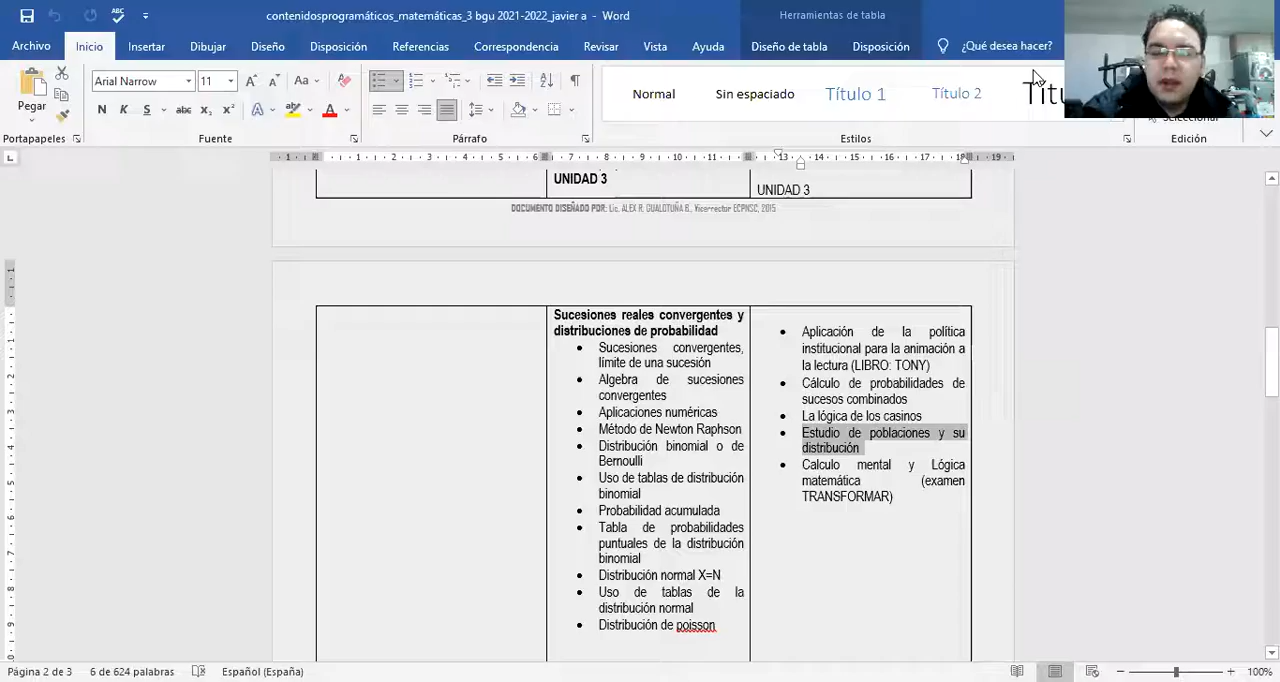 contenidosprogramáticos_matemáticas_3 bgu 2021-2022_javier a - Word
Herramientas de tabla
Archivo Inicio Insertar Dibujar Diseño Disposición Referencias Correspondencia Revisar Vista Ayuda Diseño de tabla Disposición ¿Qué desea hacer?
Pegar
Arial Narrow 11
N K S abc
Normal
Sin espaciado
Título 1
Título 2
Títu
Portapapeles
Fuente
Párrafo
Estilos
Edición
UNIDAD 3
UNIDAD 3
DOCUMENTO DISEÑADO POR: Lic. ALEX R. GUALOTUÑA B., Vicerrector ECPNSC, 2015
Sucesiones reales convergentes y
distribuciones de probabilidad
• Sucesiones convergentes,
límite de una sucesión
• Algebra de sucesiones
convergentes
• Aplicaciones numéricas
• Método de Newton Raphson
• Distribución binomial o de
Bernoulli
• Uso de tablas de distribución
binomial
• Probabilidad acumulada
• Tabla de probabilidades
puntuales de la distribución
binomial
• Distribución normal X=N
• Uso de tablas de la
distribución normal
• Distribución de poisson
• Aplicación de la política
institucional para la animación a
la lectura (LIBRO: TONY)
• Cálculo de probabilidades de
sucesos combinados
• La lógica de los casinos
• Estudio de poblaciones y su
distribución
• Calculo mental y Lógica
matemática (examen
TRANSFORMAR)
Página 2 de 3 6 de 624 palabras Español (España) 100%